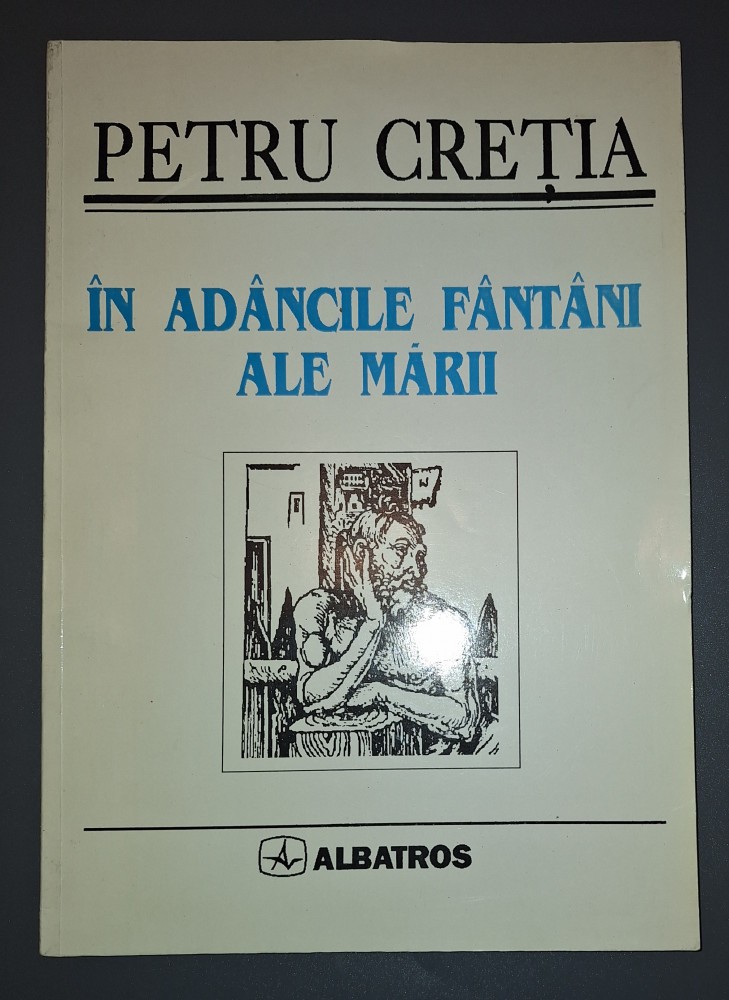 PETRU CREȚIA
ÎN ADÂNCILE FÂNTÂNI
ALE MĂRII
ALBATROS